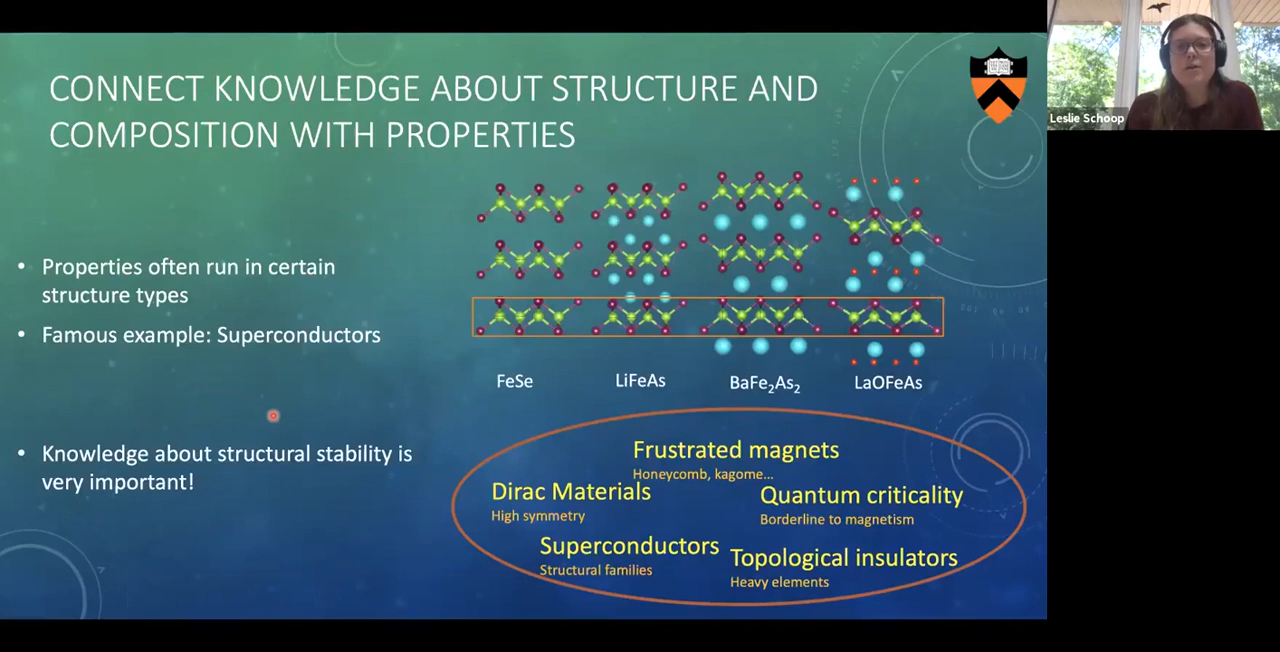 CONNECT KNOWLEDGE ABOUT STRUCTURE AND
COMPOSITION WITH PROPERTIES
Leslie Schoop
• Properties often run in certain
structure types
• Famous example: Superconductors
• Knowledge about structural stability is
very important!
FeSe
LiFeAs
BaFe₂As₂
LaOFeAs
Frustrated magnets
Honeycomb, kagome...
Dirac Materials
High symmetry
Quantum criticality
Borderline to magnetism
Superconductors
Structural families
Topological insulators
Heavy elements